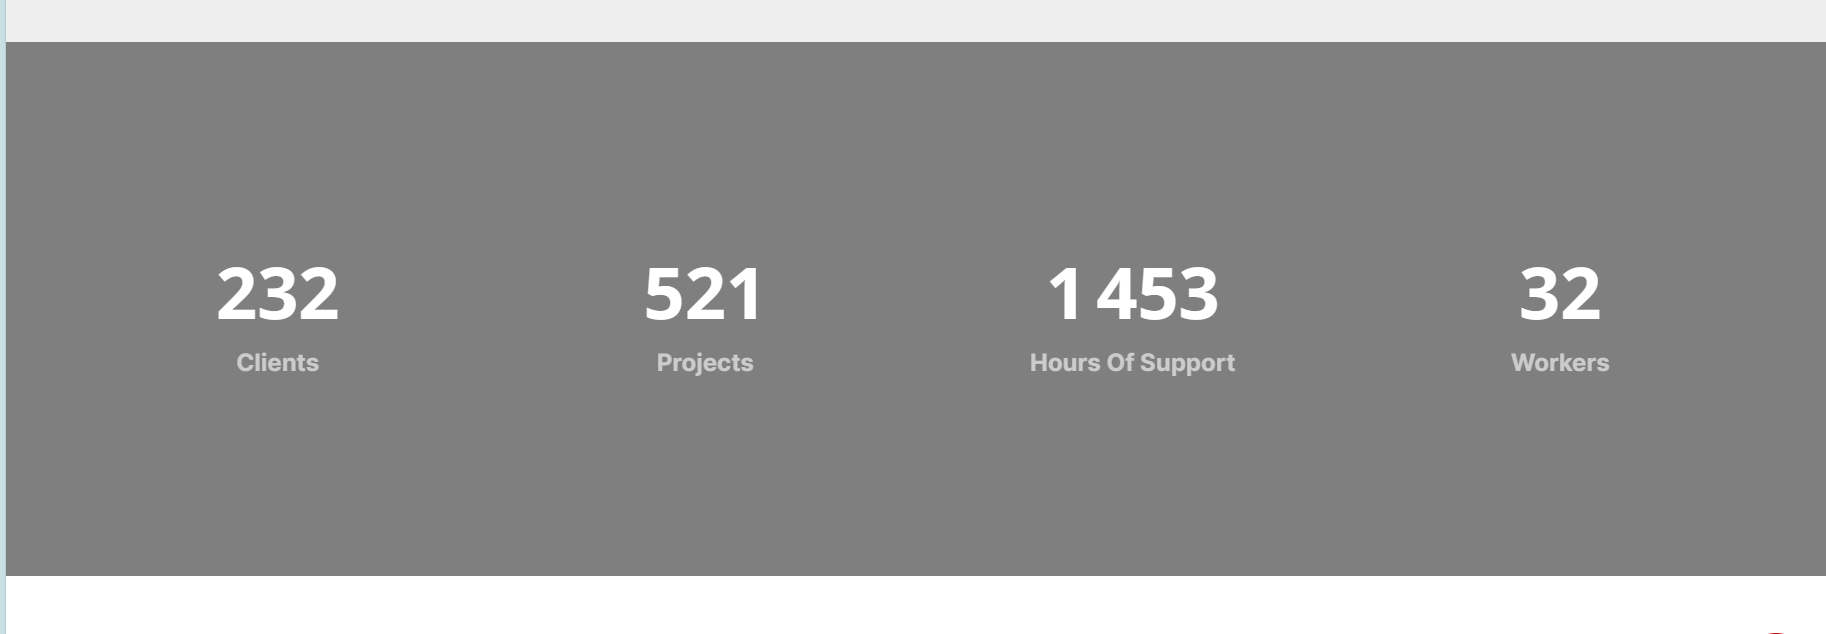 232 521 1 453 32
Clients Projects Hours Of Support Workers